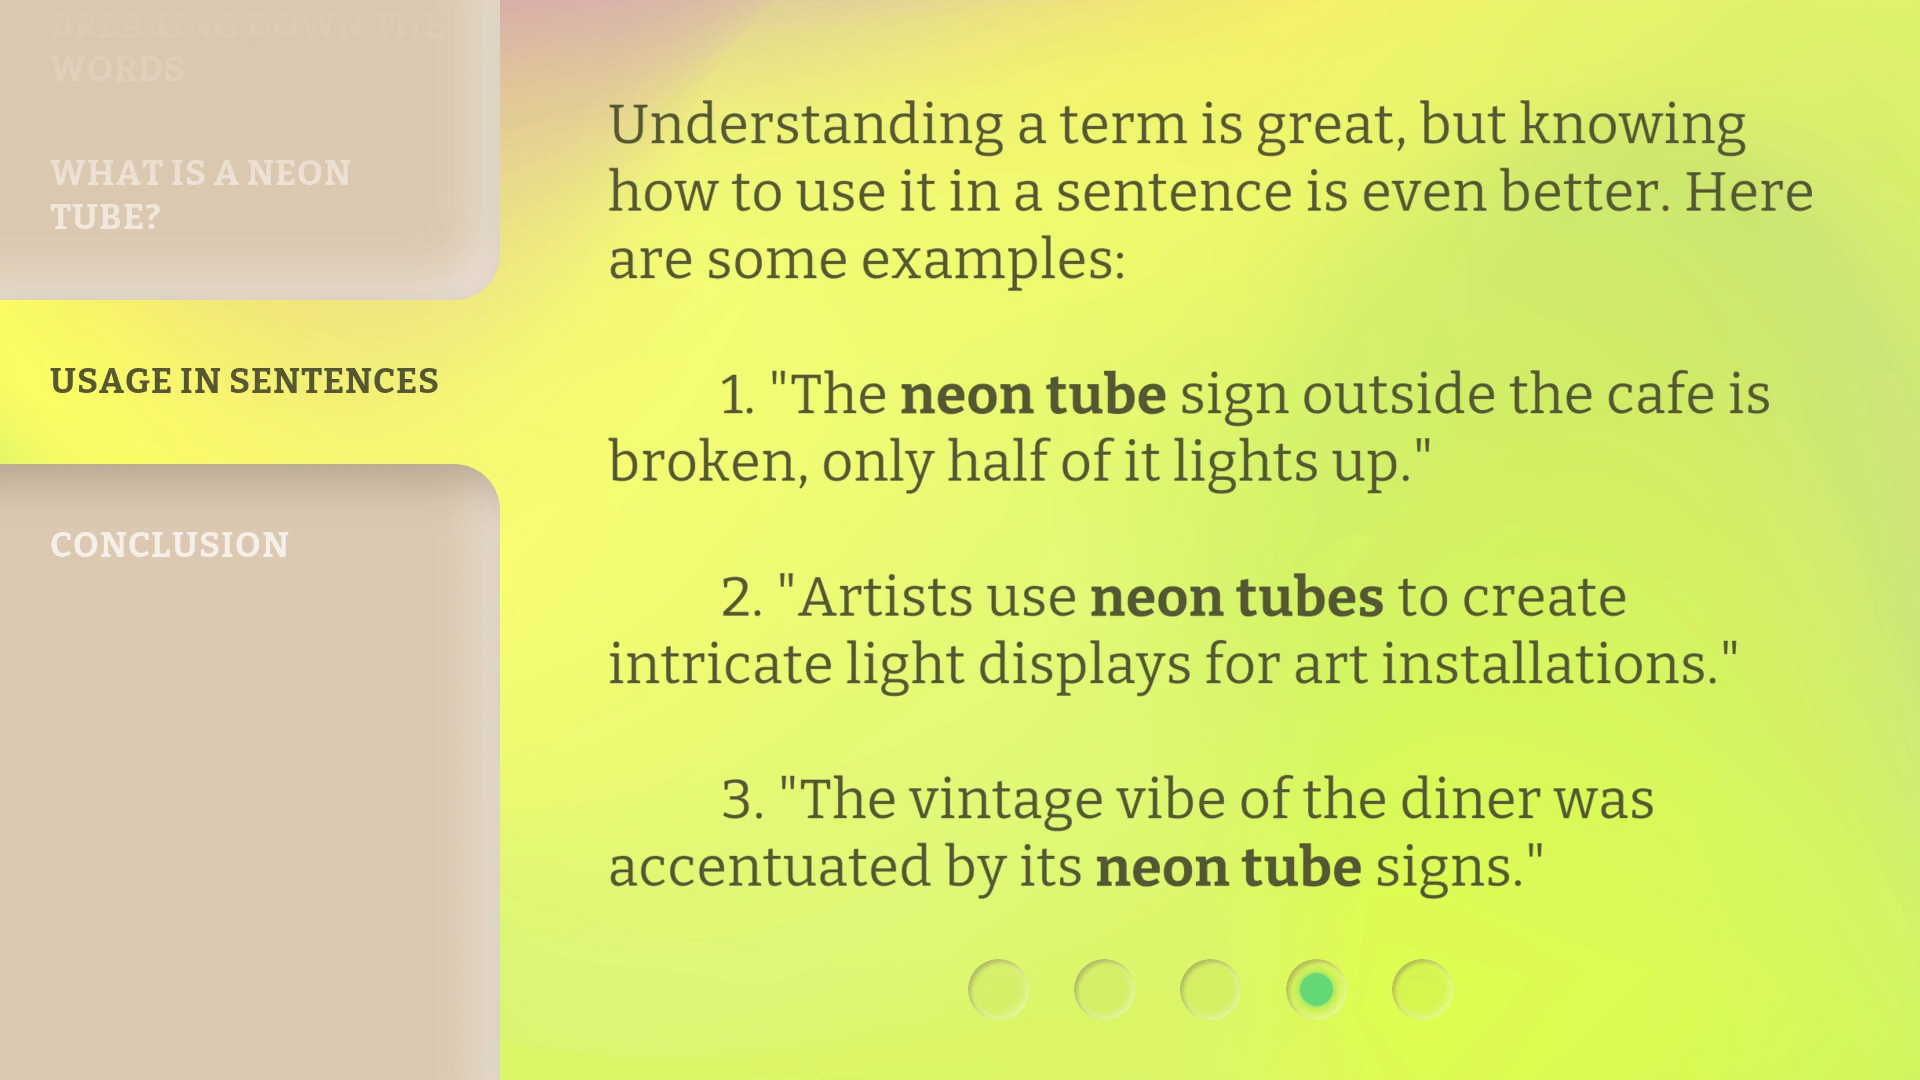 BREAKING DOWN THE
WORDS
WHAT IS A NEON
TUBE?
USAGE IN SENTENCES
CONCLUSION
Understanding a term is great, but knowing
how to use it in a sentence is even better. Here
are some examples:
1. "The neon tube sign outside the cafe is
broken, only half of it lights up."
2. "Artists use neon tubes to create
intricate light displays for art installations."
3. "The vintage vibe of the diner was
accentuated by its neon tube signs."